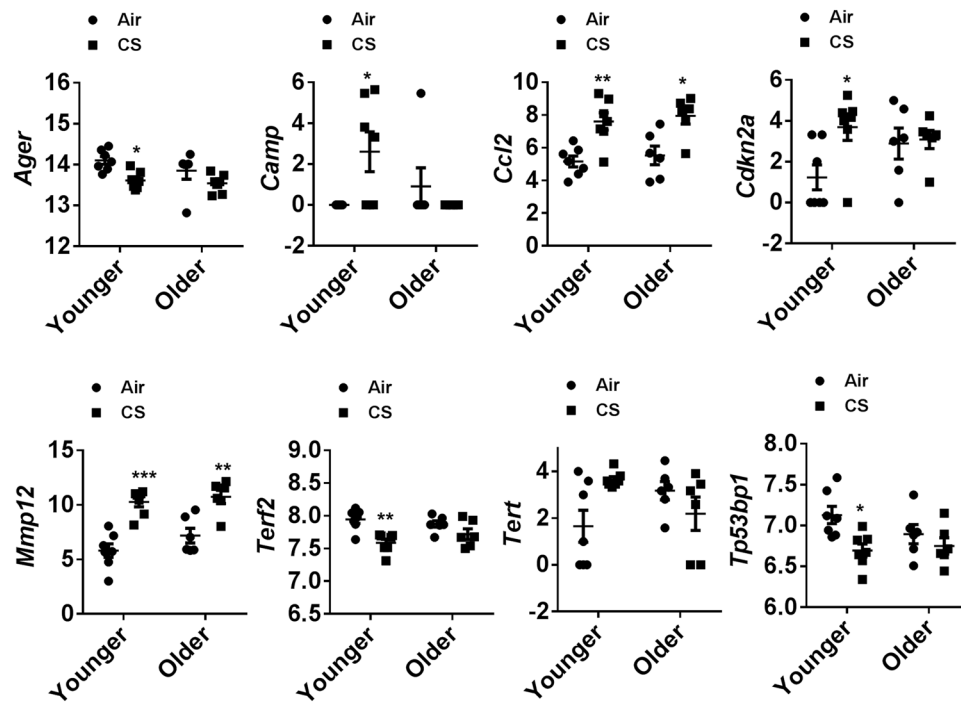 Air
CS
Ager
16
14
13
12
*
Younger
Older
Air
CS
Camp
6
4
2
0
-2
*
Younger
Older
Air
CS
Ccl2
10
8
6
4
2
0
**
*
Younger
Older
Air
CS
Cdkn2a
6
4
2
0
-2
*
Younger
Older
Air
CS
Mmp12
15
10
5
0
***
**
Younger
Older
Air
CS
Terf2
9.0
8.5
8.0
7.5
7.0
6.5
**
Younger
Older
Air
CS
Tert
4
2
0
-2
Younger
Older
Air
CS
Tp53bp1
8.0
7.5
7.0
6.5
6.0
*
Younger
Older